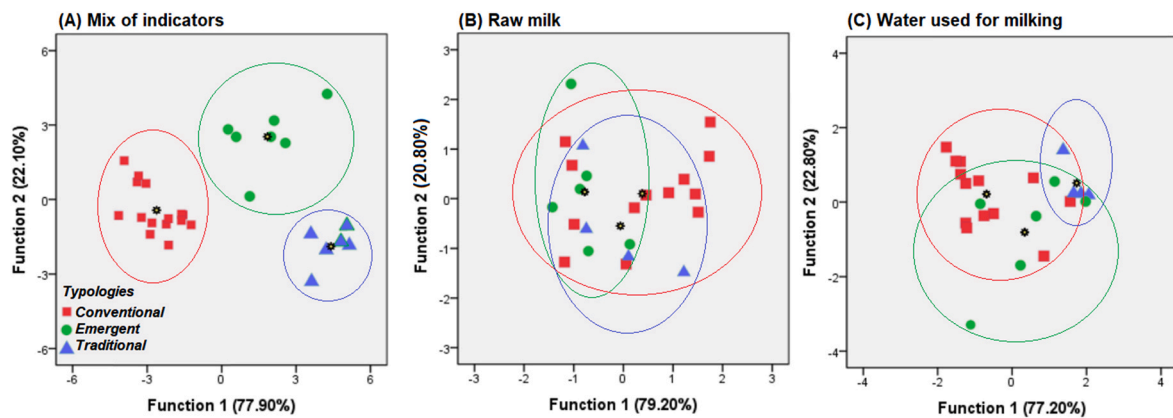 (A) Mix of indicators
Function 2 (22.10%)
6
3
0
-3
-6
Typologies
Conventional
Emergent
Traditional
-6
-3
0
3
6
Function 1 (77.90%)
(B) Raw milk
Function 2 (20.80%)
3
2
1
0
-1
-2
-3
-2
-1
0
1
2
3
Function 1 (79.20%)
(C) Water used for milking
Function 2 (22.80%)
4
2
0
-2
-4
-4
-2
0
2
4
Function 1 (77.20%)